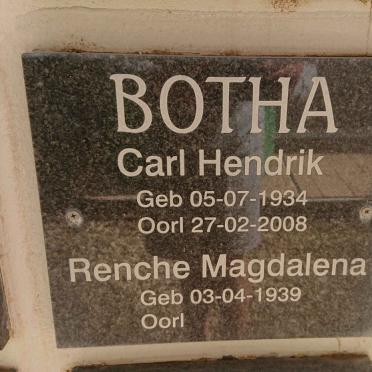 BOTHA
Carl Hendrik
Geb 05-07-1934
Oorl 27-02-2008
Renche Magdalena
Geb 03-04-1939
Oorl